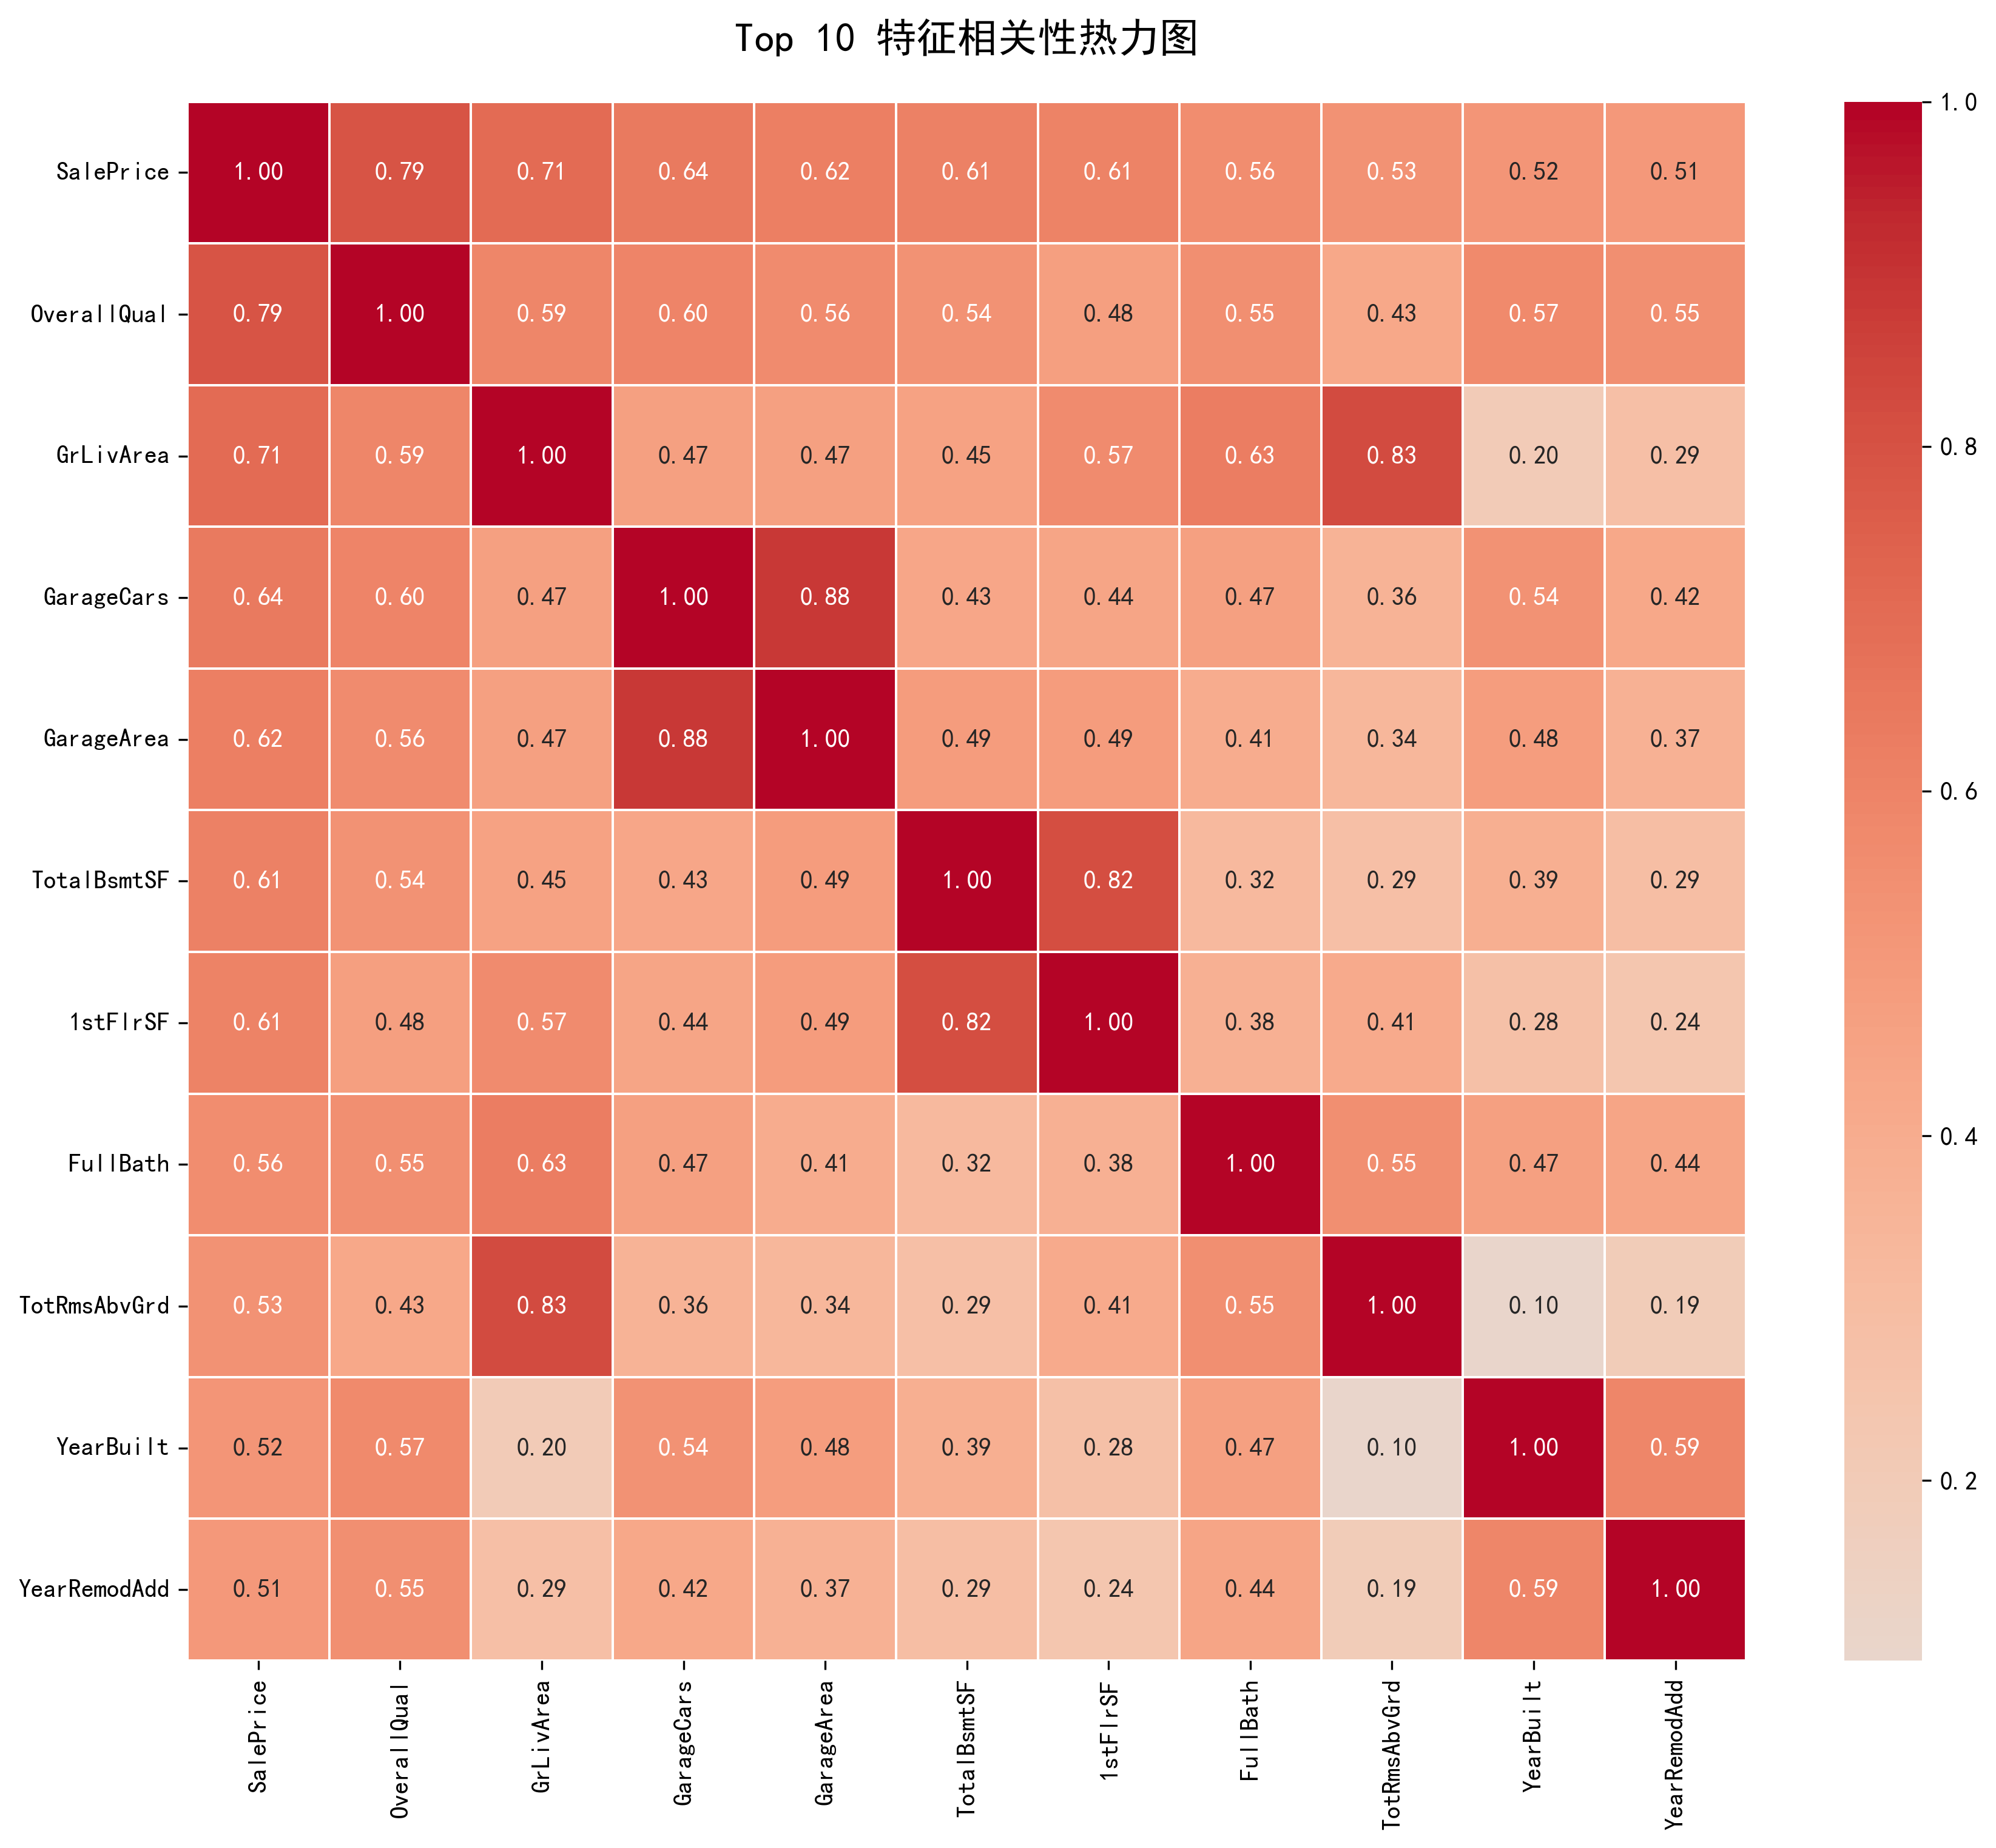 Top 10 特征相关性热力图
SalePrice 1.00 0.79 0.71 0.64 0.62 0.61 0.61 0.56 0.53 0.52 0.51
OverallQual 0.79 1.00 0.59 0.60 0.56 0.54 0.48 0.55 0.43 0.57 0.55
GrLivArea 0.71 0.59 1.00 0.47 0.47 0.45 0.57 0.63 0.83 0.20 0.29
GarageCars 0.64 0.60 0.47 1.00 0.88 0.43 0.44 0.47 0.36 0.54 0.42
GarageArea 0.62 0.56 0.47 0.88 1.00 0.49 0.49 0.41 0.34 0.48 0.37
TotalBsmtSF 0.61 0.54 0.45 0.43 0.49 1.00 0.82 0.32 0.29 0.39 0.29
1stFlrSF 0.61 0.48 0.57 0.44 0.49 0.82 1.00 0.38 0.41 0.28 0.24
FullBath 0.56 0.55 0.63 0.47 0.41 0.32 0.38 1.00 0.55 0.47 0.44
TotRmsAbvGrd 0.53 0.43 0.83 0.36 0.34 0.29 0.41 0.55 1.00 0.10 0.19
YearBuilt 0.52 0.57 0.20 0.54 0.48 0.39 0.28 0.47 0.10 1.00 0.59
YearRemodAdd 0.51 0.55 0.29 0.42 0.37 0.29 0.24 0.44 0.19 0.59 1.00
SalePrice
OverallQual
GrLivArea
GarageCars
GarageArea
TotalBsmtSF
1stFlrSF
FullBath
TotRmsAbvGrd
YearBuilt
YearRemodAdd
1.0
0.8
0.6
0.4
0.2